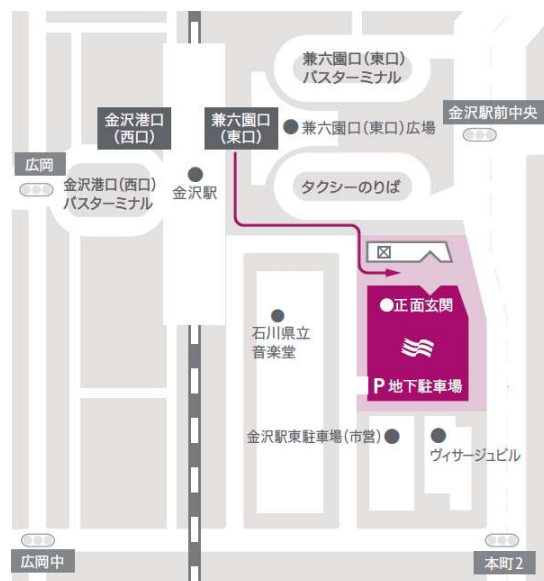 兼六園口(東口)
バスターミナル
金沢港口
(西口)
兼六園口
(東口)
兼六園口(東口)広場
金沢駅前中央
広岡
金沢港口(西口)
バスターミナル
金沢駅
タクシーのりば
正面玄関
石川県立
音楽堂
P 地下駐車場
金沢駅東駐車場(市営)
ヴィサージュビル
広岡中
本町2